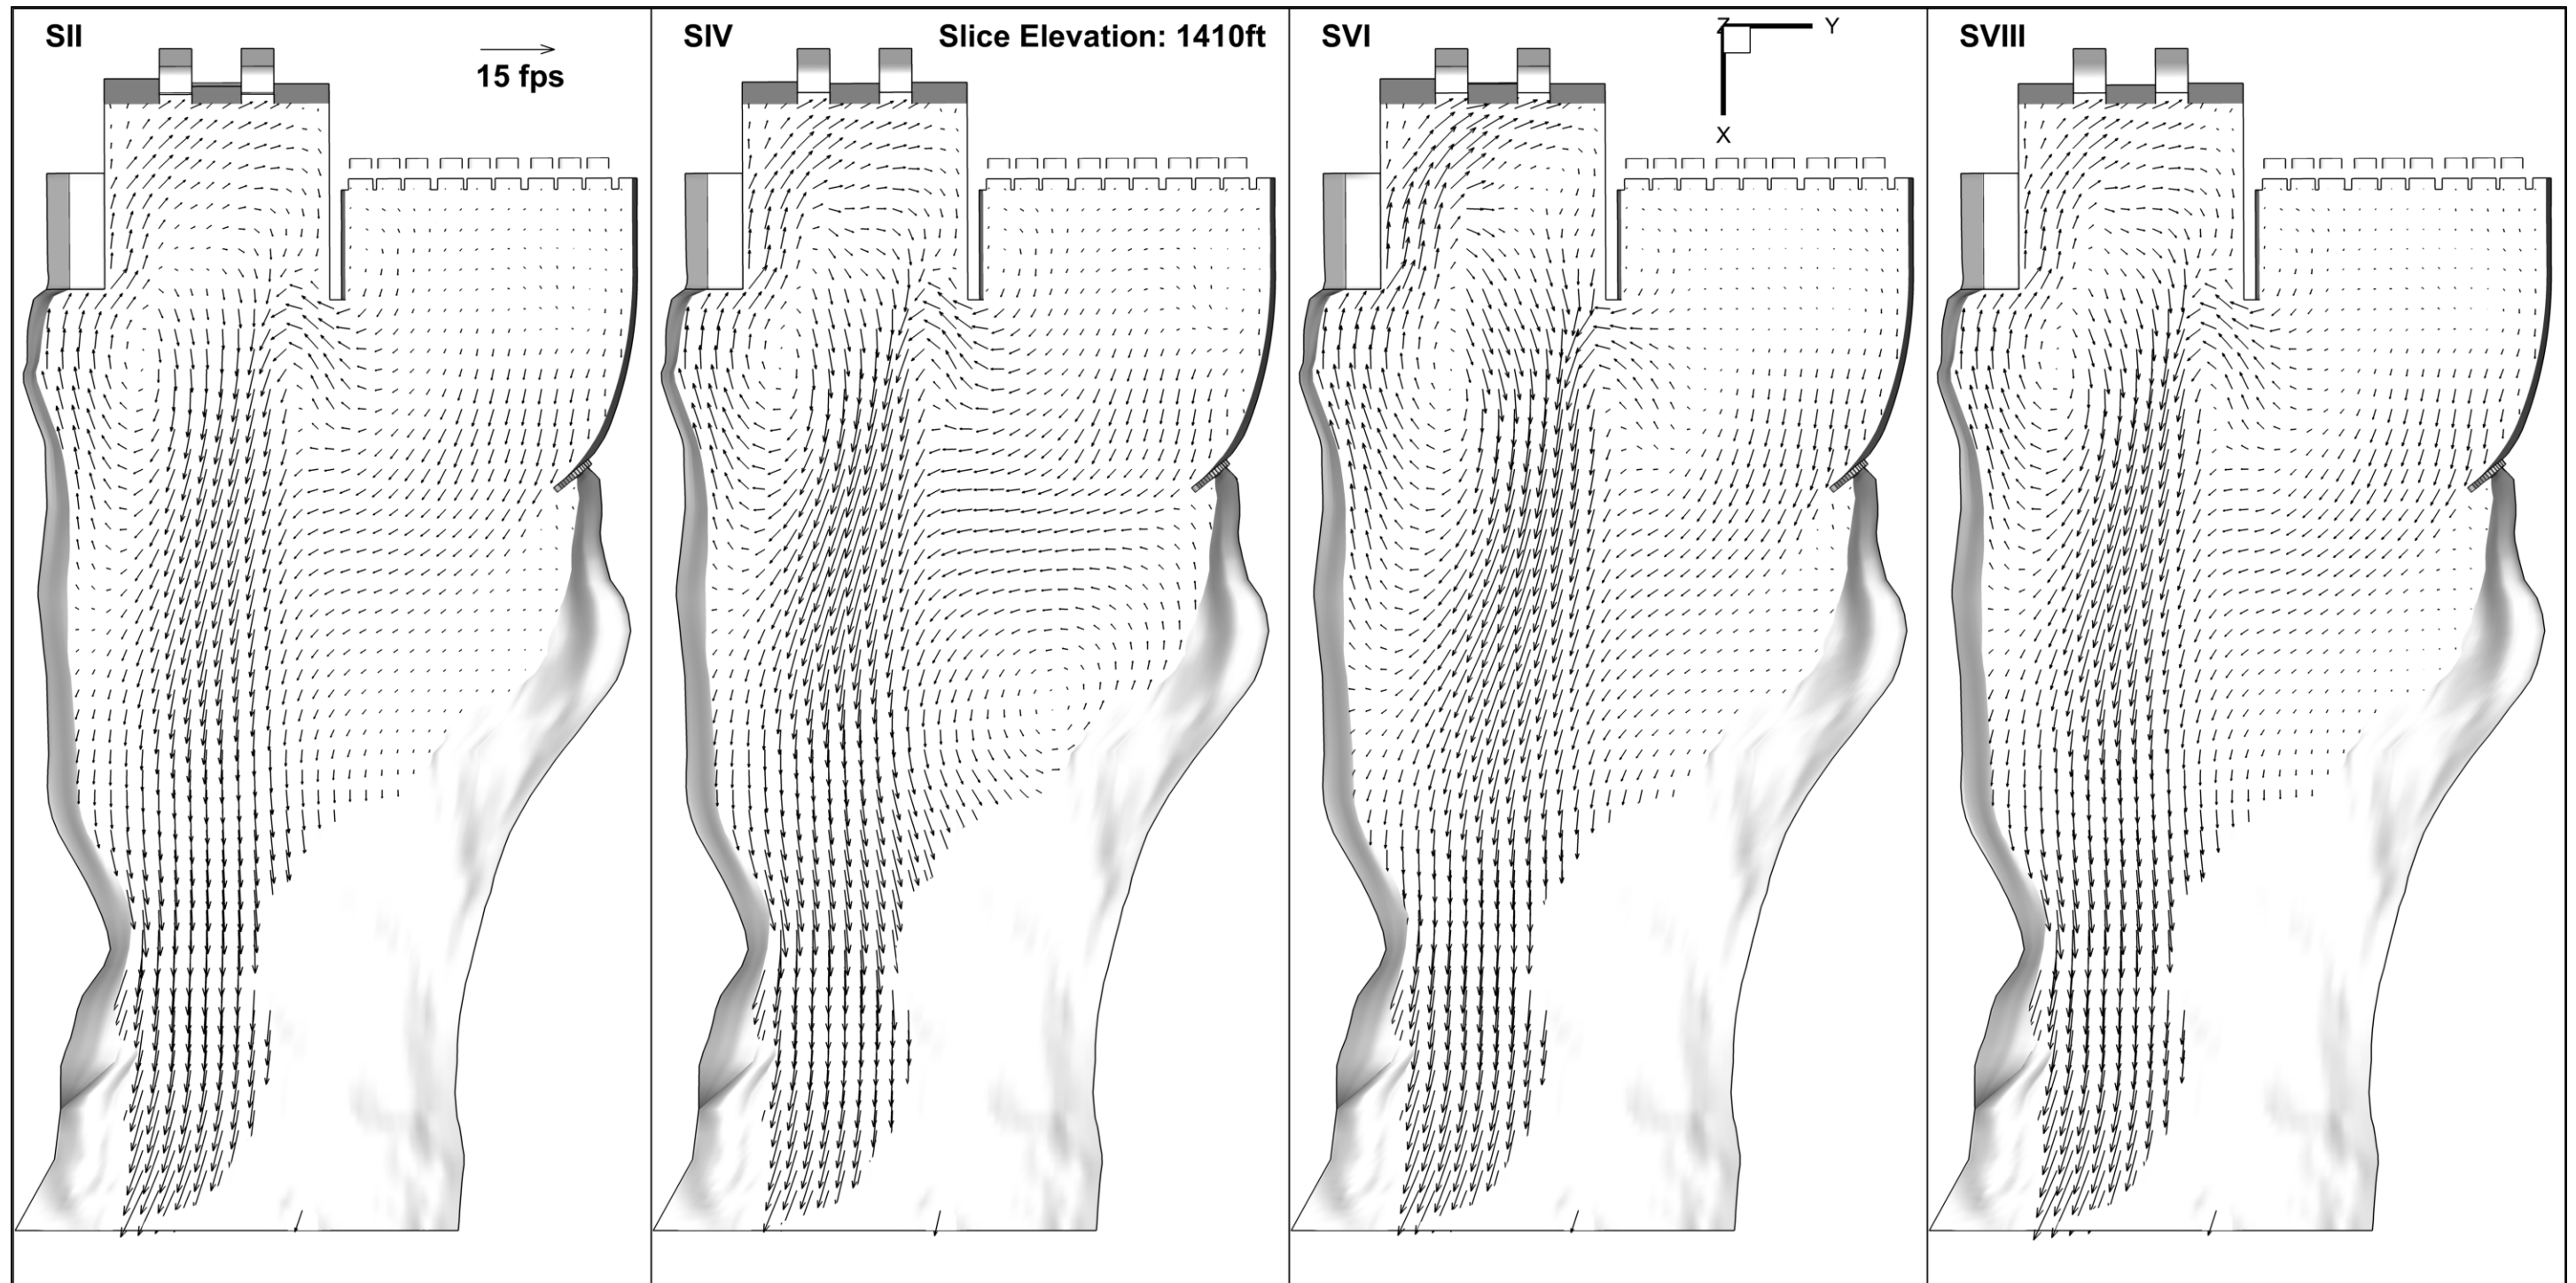 SII
15 fps
SIV
Slice Elevation: 1410ft
SVI
Z
Y
X
SVIII